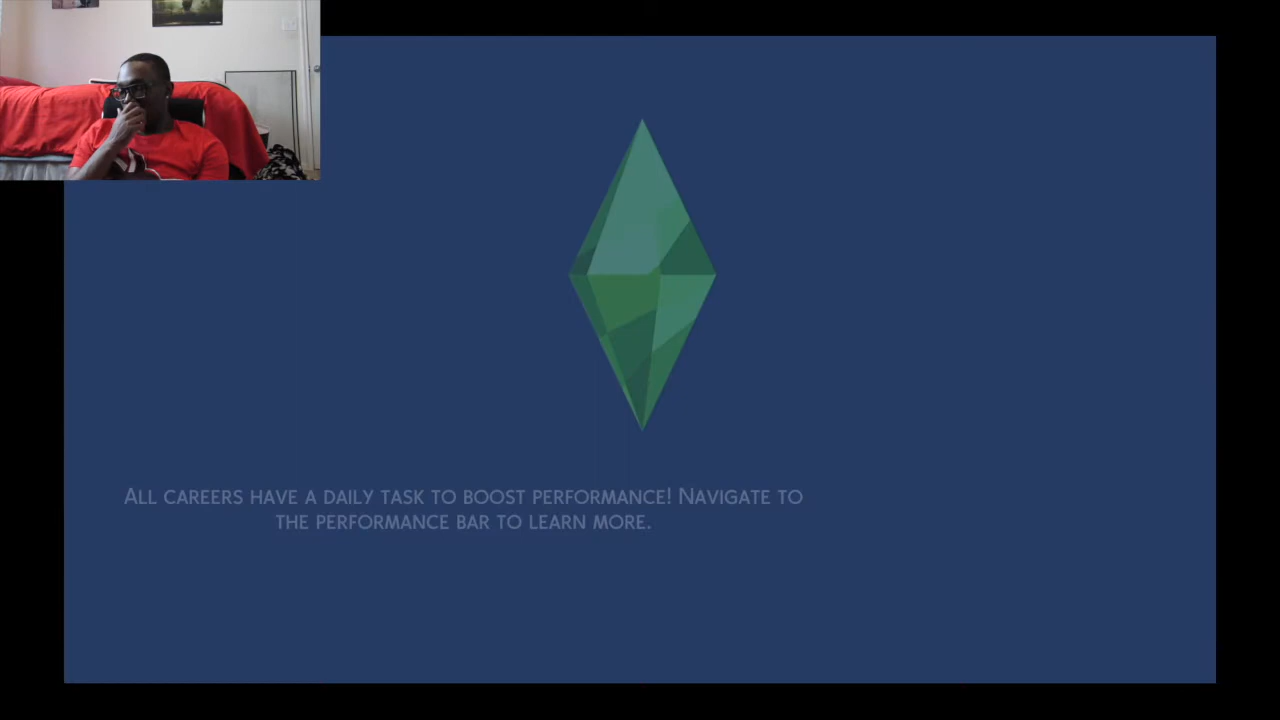 All careers have a daily task to boost performance! Navigate to
the performance bar to learn more.